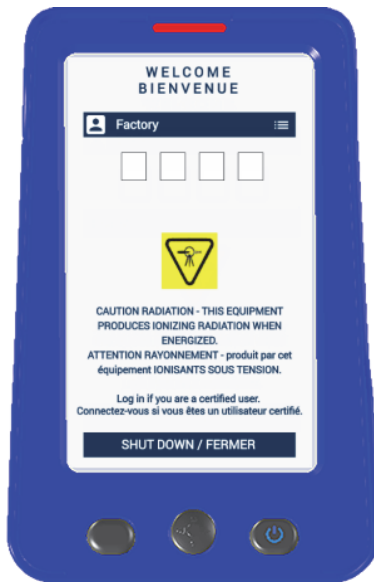 WELCOME
BIENVENUE
Factory
CAUTION RADIATION - THIS EQUIPMENT
PRODUCES IONIZING RADIATION WHEN
ENERGIZED.
ATTENTION RAYONNEMENT - produit par cet
équipement IONISANTS SOUS TENSION.
Log in if you are a certified user.
Connectez-vous si vous êtes un utilisateur certifié.
SHUT DOWN / FERMER